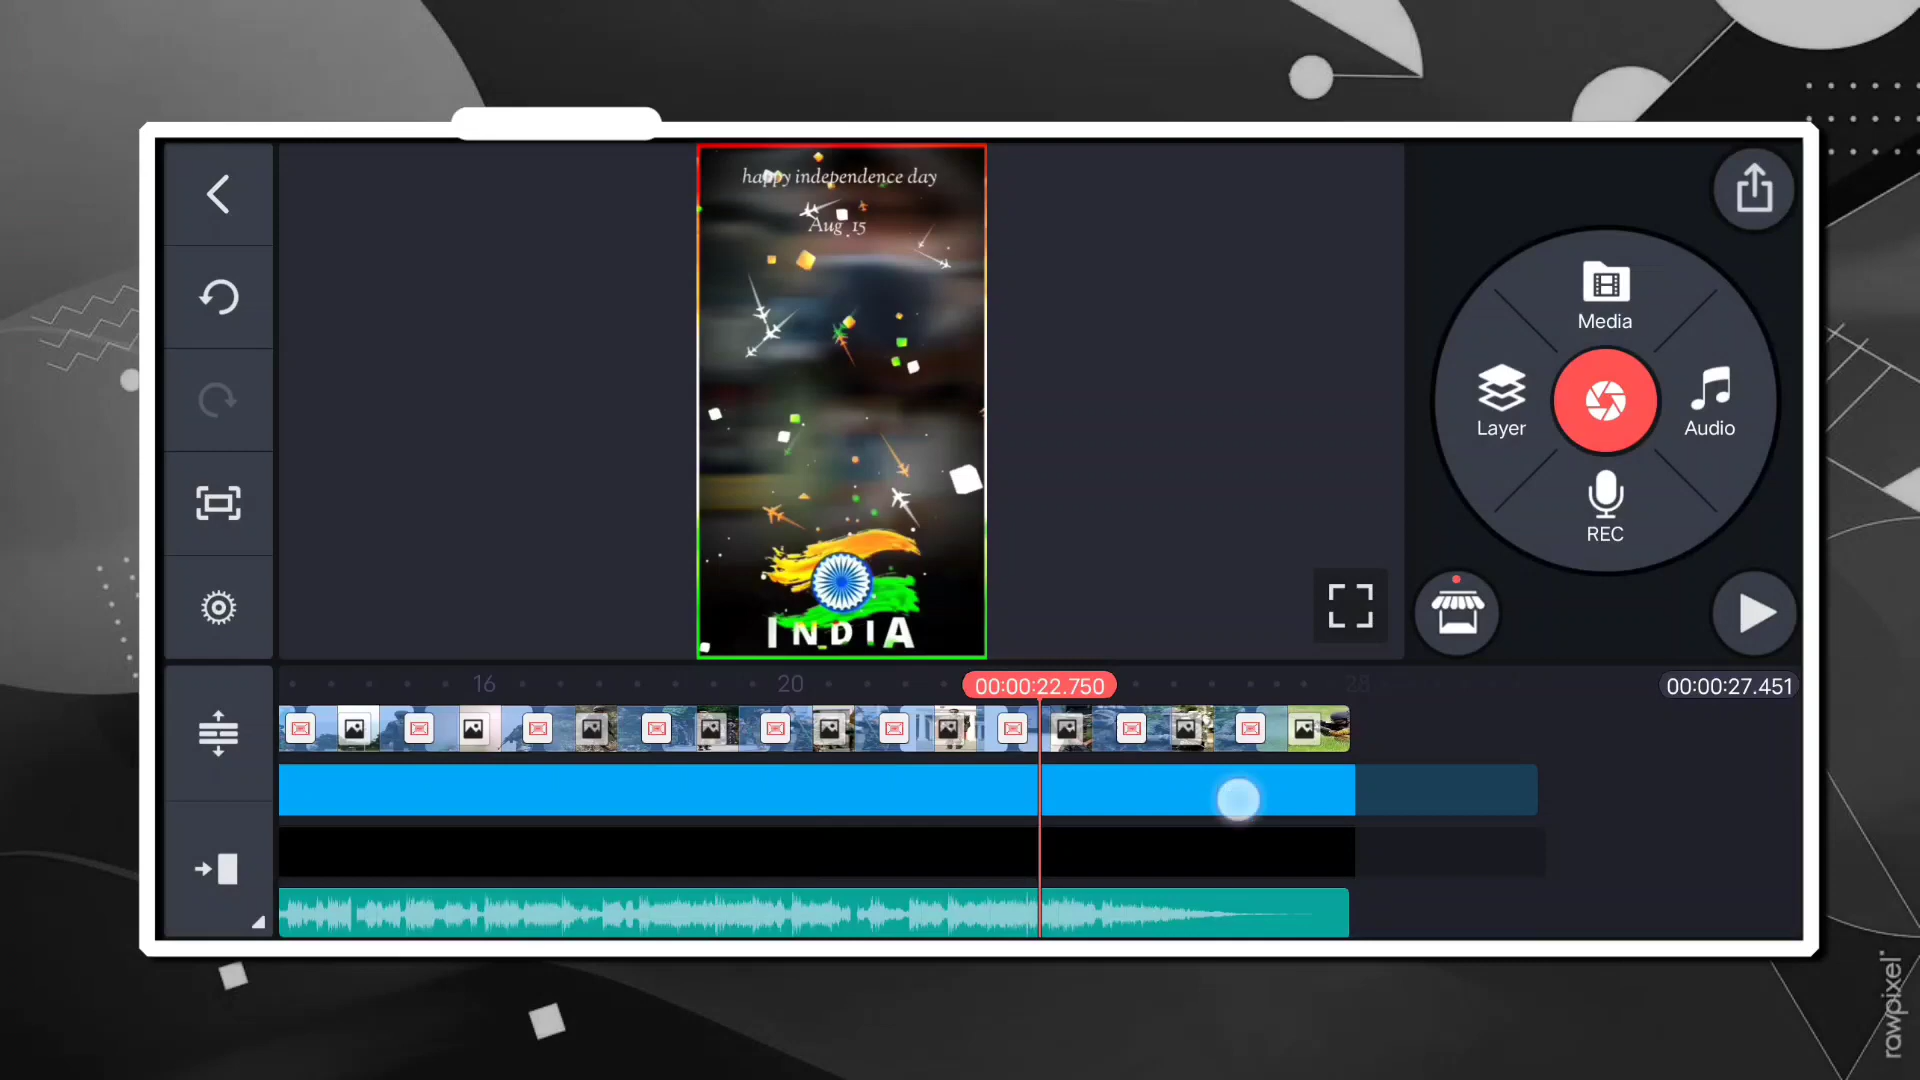 happy independence day
Aug 15
INDIA
Media
Layer
Audio
REC
16
20
00:00:22.750
28
00:00:27.451
rawpixel